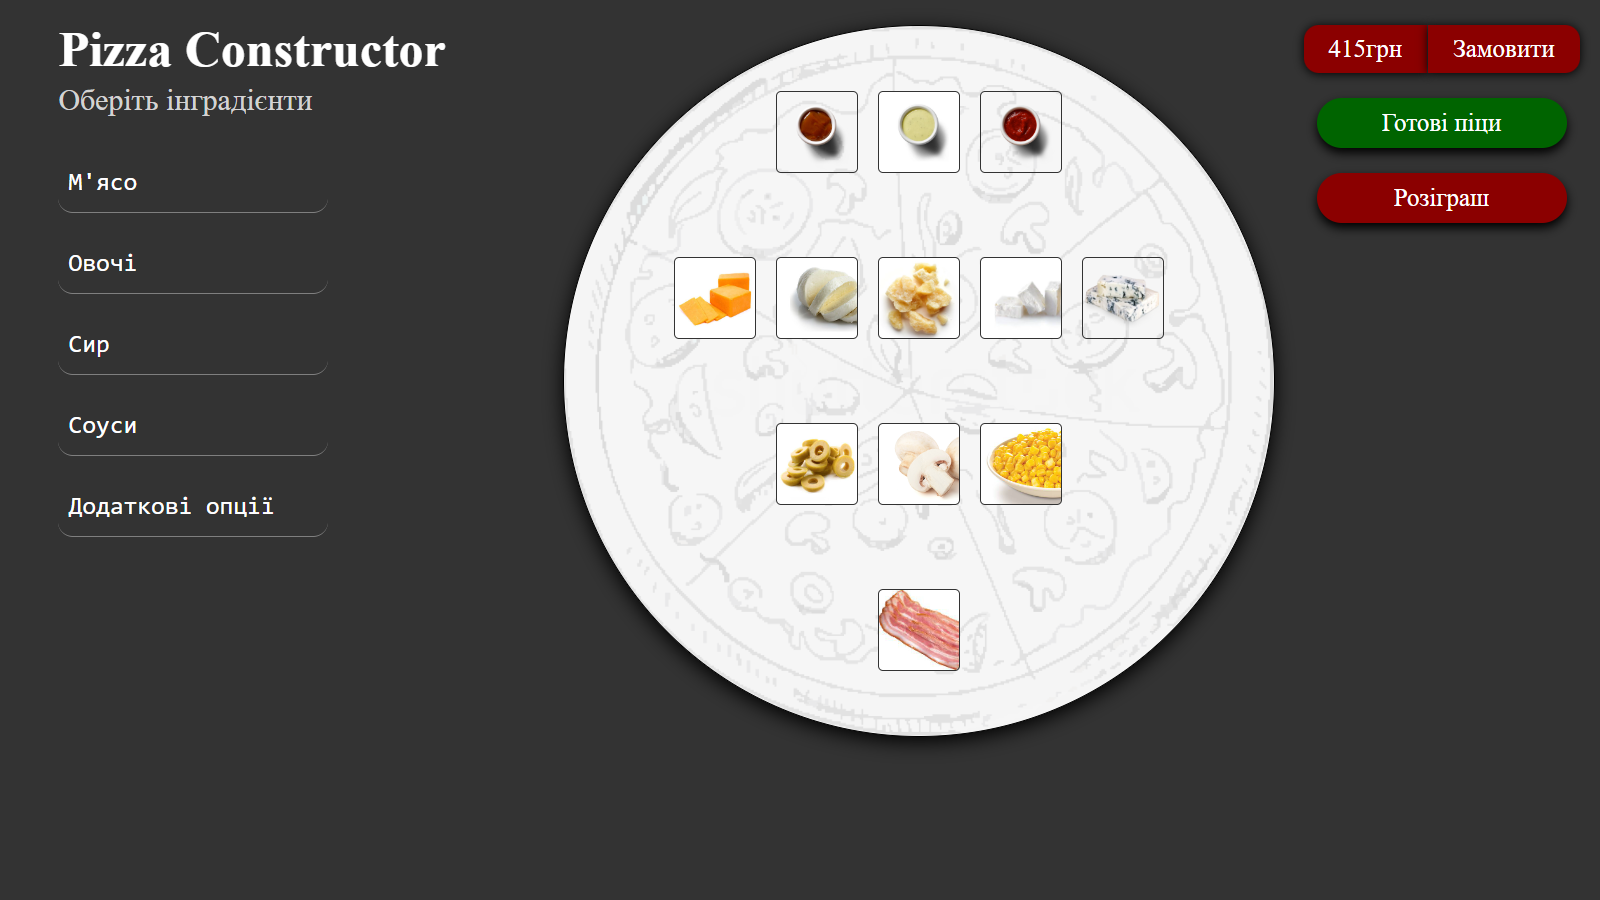 Pizza Constructor
Оберіть інградієнти
М'ясо
Овочі
Сир
Соуси
Додаткові опції
415грн
Замовити
Готові піци
Розіграш